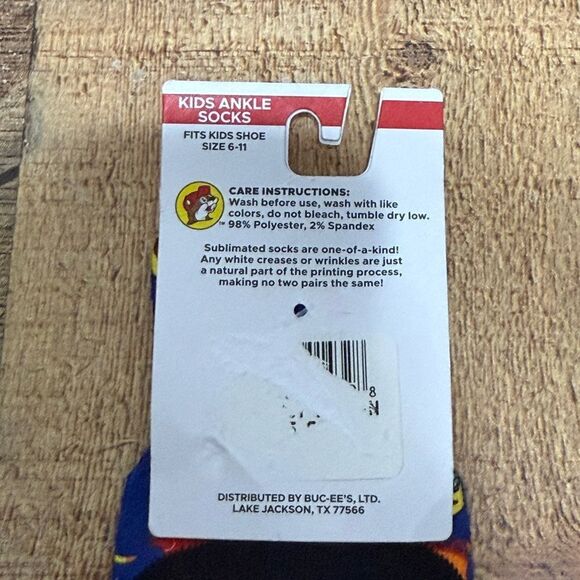 KIDS ANKLE
SOCKS
FITS KIDS SHOE
SIZE 6-11
CARE INSTRUCTIONS:
Wash before use, wash with like
colors, do not bleach, tumble dry low.
™ 98% Polyester, 2% Spandex
Sublimated socks are one-of-a-kind!
Any white creases or wrinkles are just
a natural part of the printing process,
making no two pairs the same!
8
DISTRIBUTED BY BUC-EE'S, LTD.
LAKE JACKSON, TX 77566